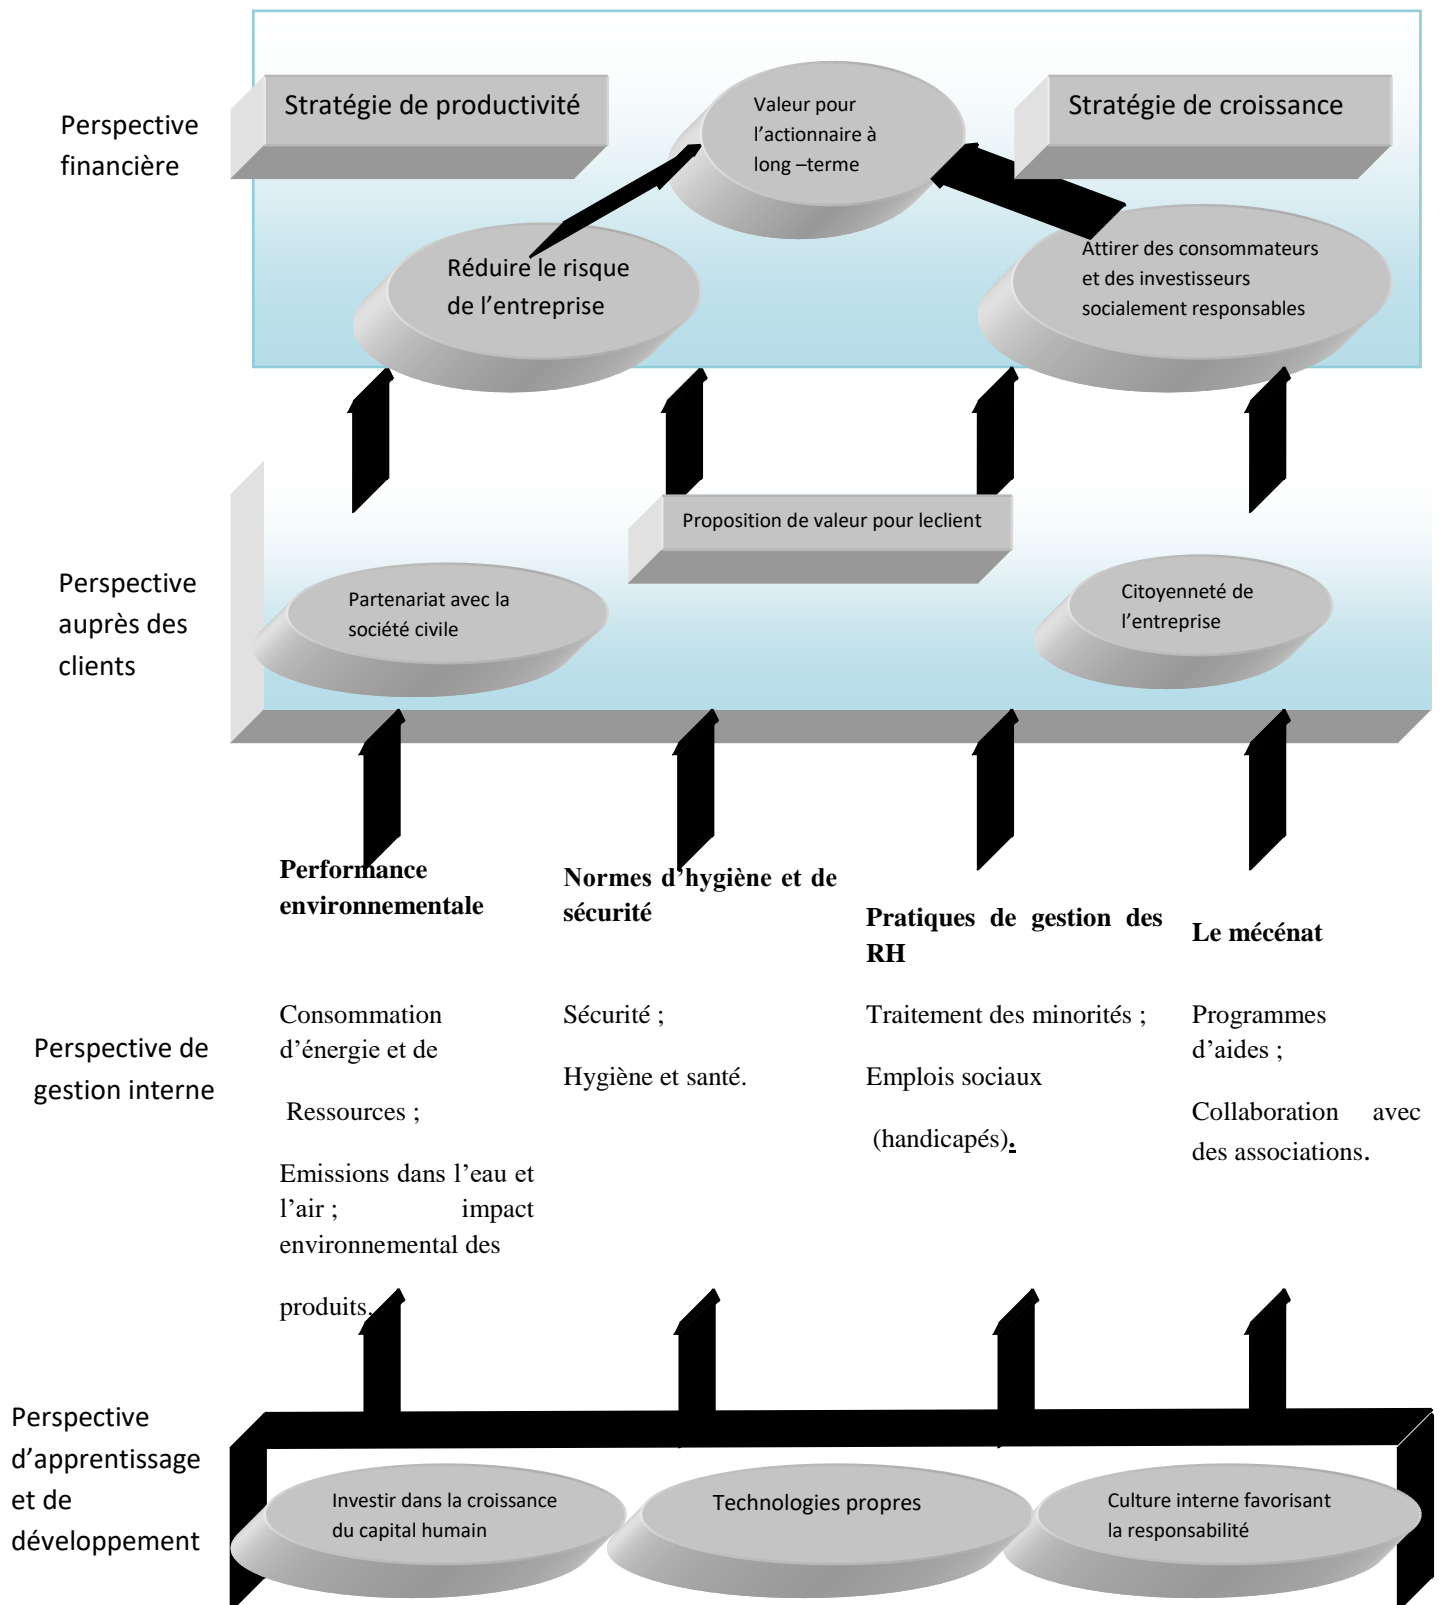 Perspective
financière
Stratégie de productivité
Valeur pour
l’actionnaire à
long –terme
Stratégie de croissance
Réduire le risque
de l’entreprise
Attirer des consommateurs
et des investisseurs
socialement responsables
Perspective
auprès des
clients
Proposition de valeur pour leclient
Partenariat avec la
société civile
Citoyenneté de
l’entreprise
Perspective de
gestion interne
Performance
environnementale
Consommation
d’énergie et de
Ressources ;
Emissions dans l’eau et
l’air ; impact
environnemental des
produits.
Normes d’hygiène et de
sécurité
Sécurité ;
Hygiène et santé.
Pratiques de gestion des
RH
Traitement des minorités ;
Emplois sociaux
(handicapés).
Le mécénat
Programmes
d’aides ;
Collaboration avec
des associations.
Perspective
d’apprentissage
et de
développement
Investir dans la croissance
du capital humain
Technologies propres
Culture interne favorisant
la responsabilité